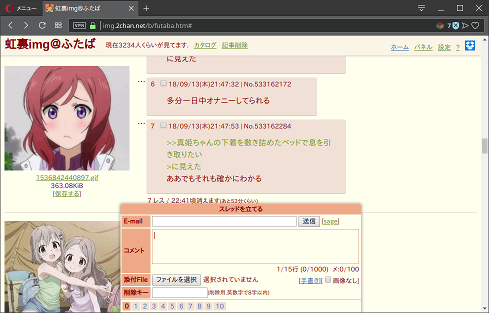 メニュー
虹裏img@ふたば
VPN
img.2chan.net/b/futaba.htm#
7
虹裏img@ふたば
現在3234人くらいが見てます.
カタログ
記事削除
ホーム
パネル
設定
?
に見えた
…
6
18/09/13(木)21:47:32
No.533162172
多分一日中オナニーしてられる
…
7
18/09/13(木)21:47:53
No.533162284
>>真姫ちゃんの下着を敷き詰めたベッドで息を引き取りたい
>に見えた
ああでもそれも確かにわかる
1536842440897.gif
363.08KiB
[保存する]
7レス / 22:41頃消えます(あと53分くらい)
スレッドを立てる
E-mail
送信
[sage]
コメント
1/15行 (0/1000) メ:0/100
添付File
ファイルを選択
選択されていません
[手書き]
画像なし]
削除キー
(削除用.英数字で8字以内)
0 1 2 3 4 5 6 7 8 9 10